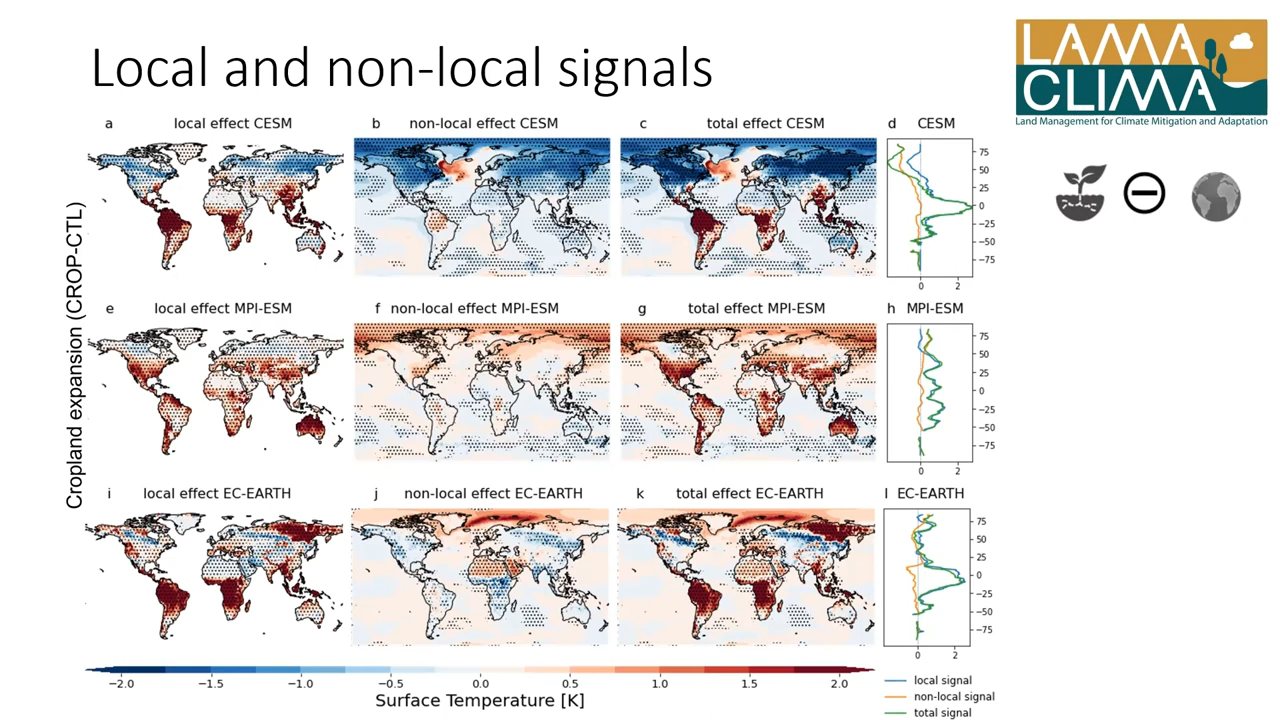 Local and non-local signals
LAMA
CLIMA
Land Management for Climate Mitigation and Adaptation
Cropland expansion (CROP-CTL)
a local effect CESM
b non-local effect CESM
c total effect CESM
d CESM
75
50
25
0
−25
−50
−75
0 2
e local effect MPI-ESM
f non-local effect MPI-ESM
g total effect MPI-ESM
h MPI-ESM
75
50
25
0
−25
−50
−75
0 2
i local effect EC-EARTH
j non-local effect EC-EARTH
k total effect EC-EARTH
l EC-EARTH
75
50
25
0
−25
−50
−75
0 2
−2.0 −1.5 −1.0 −0.5 0.0 0.5 1.0 1.5 2.0
Surface Temperature [K]
local signal
non-local signal
total signal